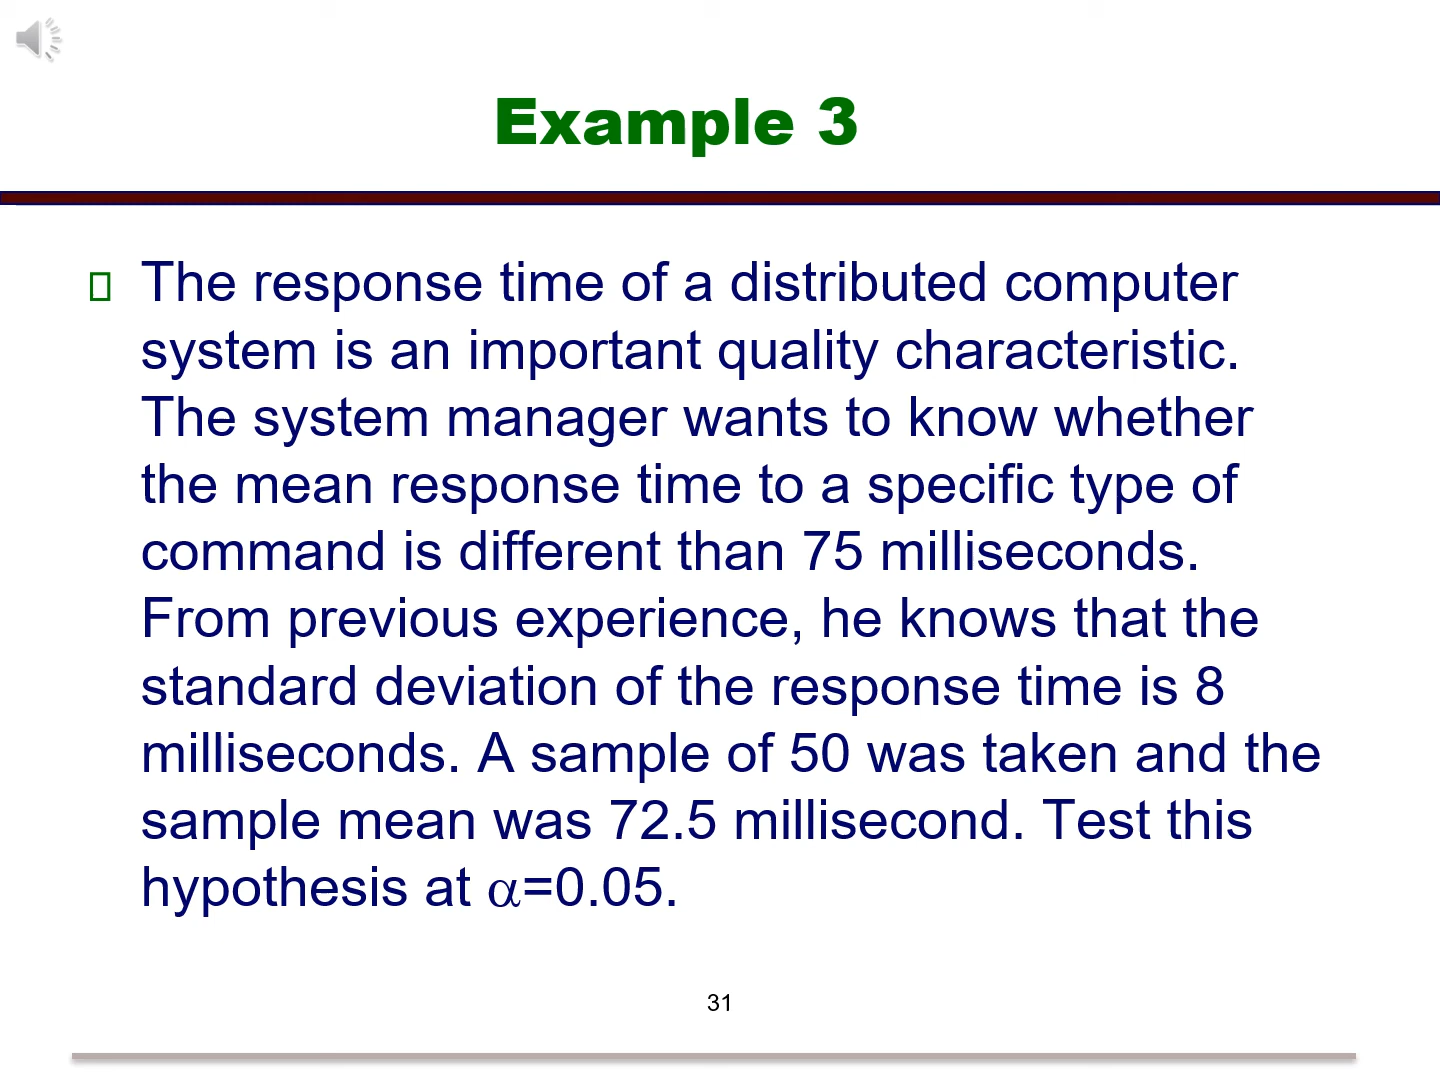 Example 3
The response time of a distributed computer
system is an important quality characteristic.
The system manager wants to know whether
the mean response time to a specific type of
command is different than 75 milliseconds.
From previous experience, he knows that the
standard deviation of the response time is 8
milliseconds. A sample of 50 was taken and the
sample mean was 72.5 millisecond. Test this
hypothesis at α=0.05.
31